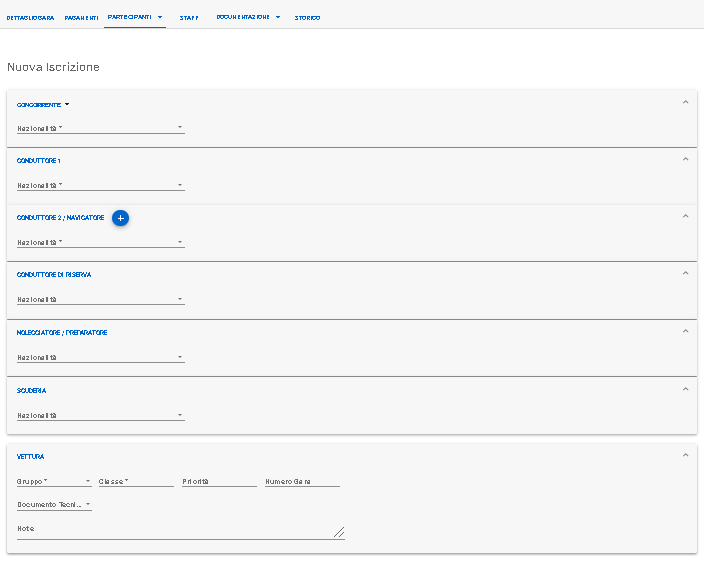 DETTAGLIO GARA PAGAMENTI PARTECIPANTI STAFF DOCUMENTAZIONE STORICO
Nuova Iscrizione
CONCORRENTE
Nazionalità *
CONDUTTORE 1
Nazionalità *
CONDUTTORE 2 / NAVIGATORE
Nazionalità *
CONDUTTORE DI RISERVA
Nazionalità
NOLEGGIATORE / PREPARATORE
Nazionalità
SCUDERIA
Nazionalità
VETTURA
Gruppo * Classe * Priorità Numero Gara
Documento Tecni...
Note